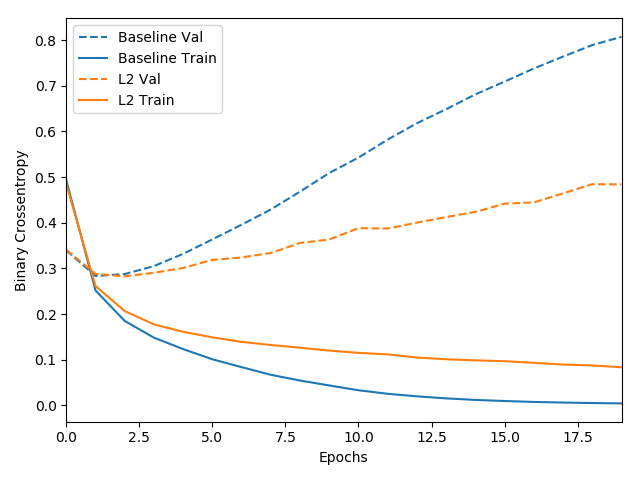 Baseline Val
Baseline Train
L2 Val
L2 Train
Binary Crossentropy
0.8
0.7
0.6
0.5
0.4
0.3
0.2
0.1
0.0
0.0 2.5 5.0 7.5 10.0 12.5 15.0 17.5
Epochs